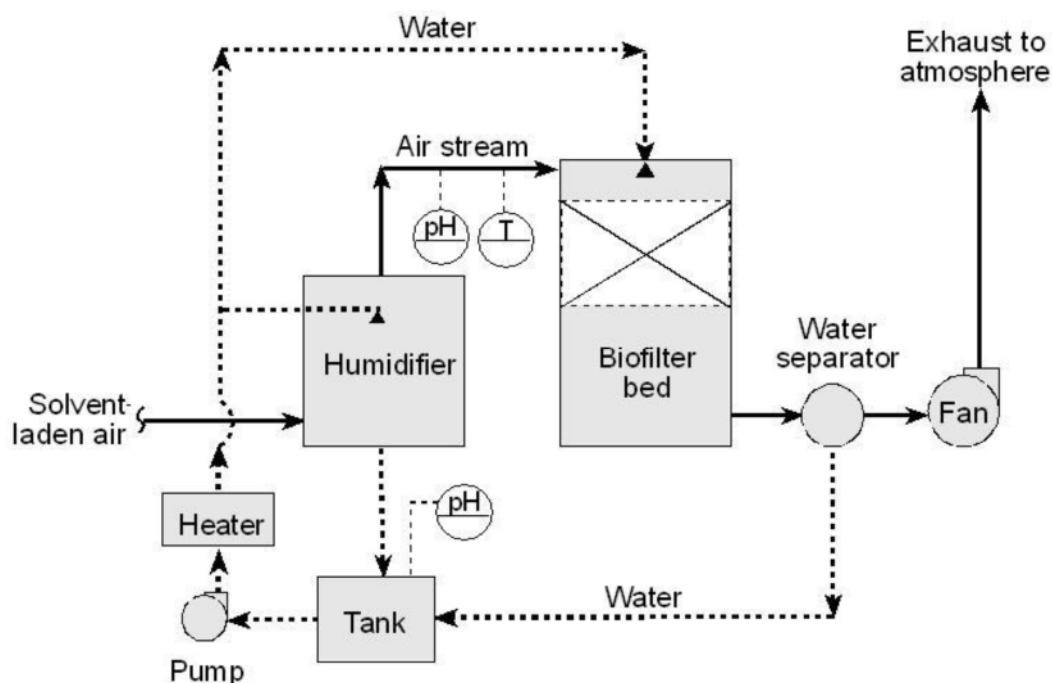 Water
Exhaust to
atmosphere
Air stream
pH
T
Humidifier
Biofilter
bed
Water
separator
Fan
Solvent-
laden air
pH
Heater
Tank
Water
Pump